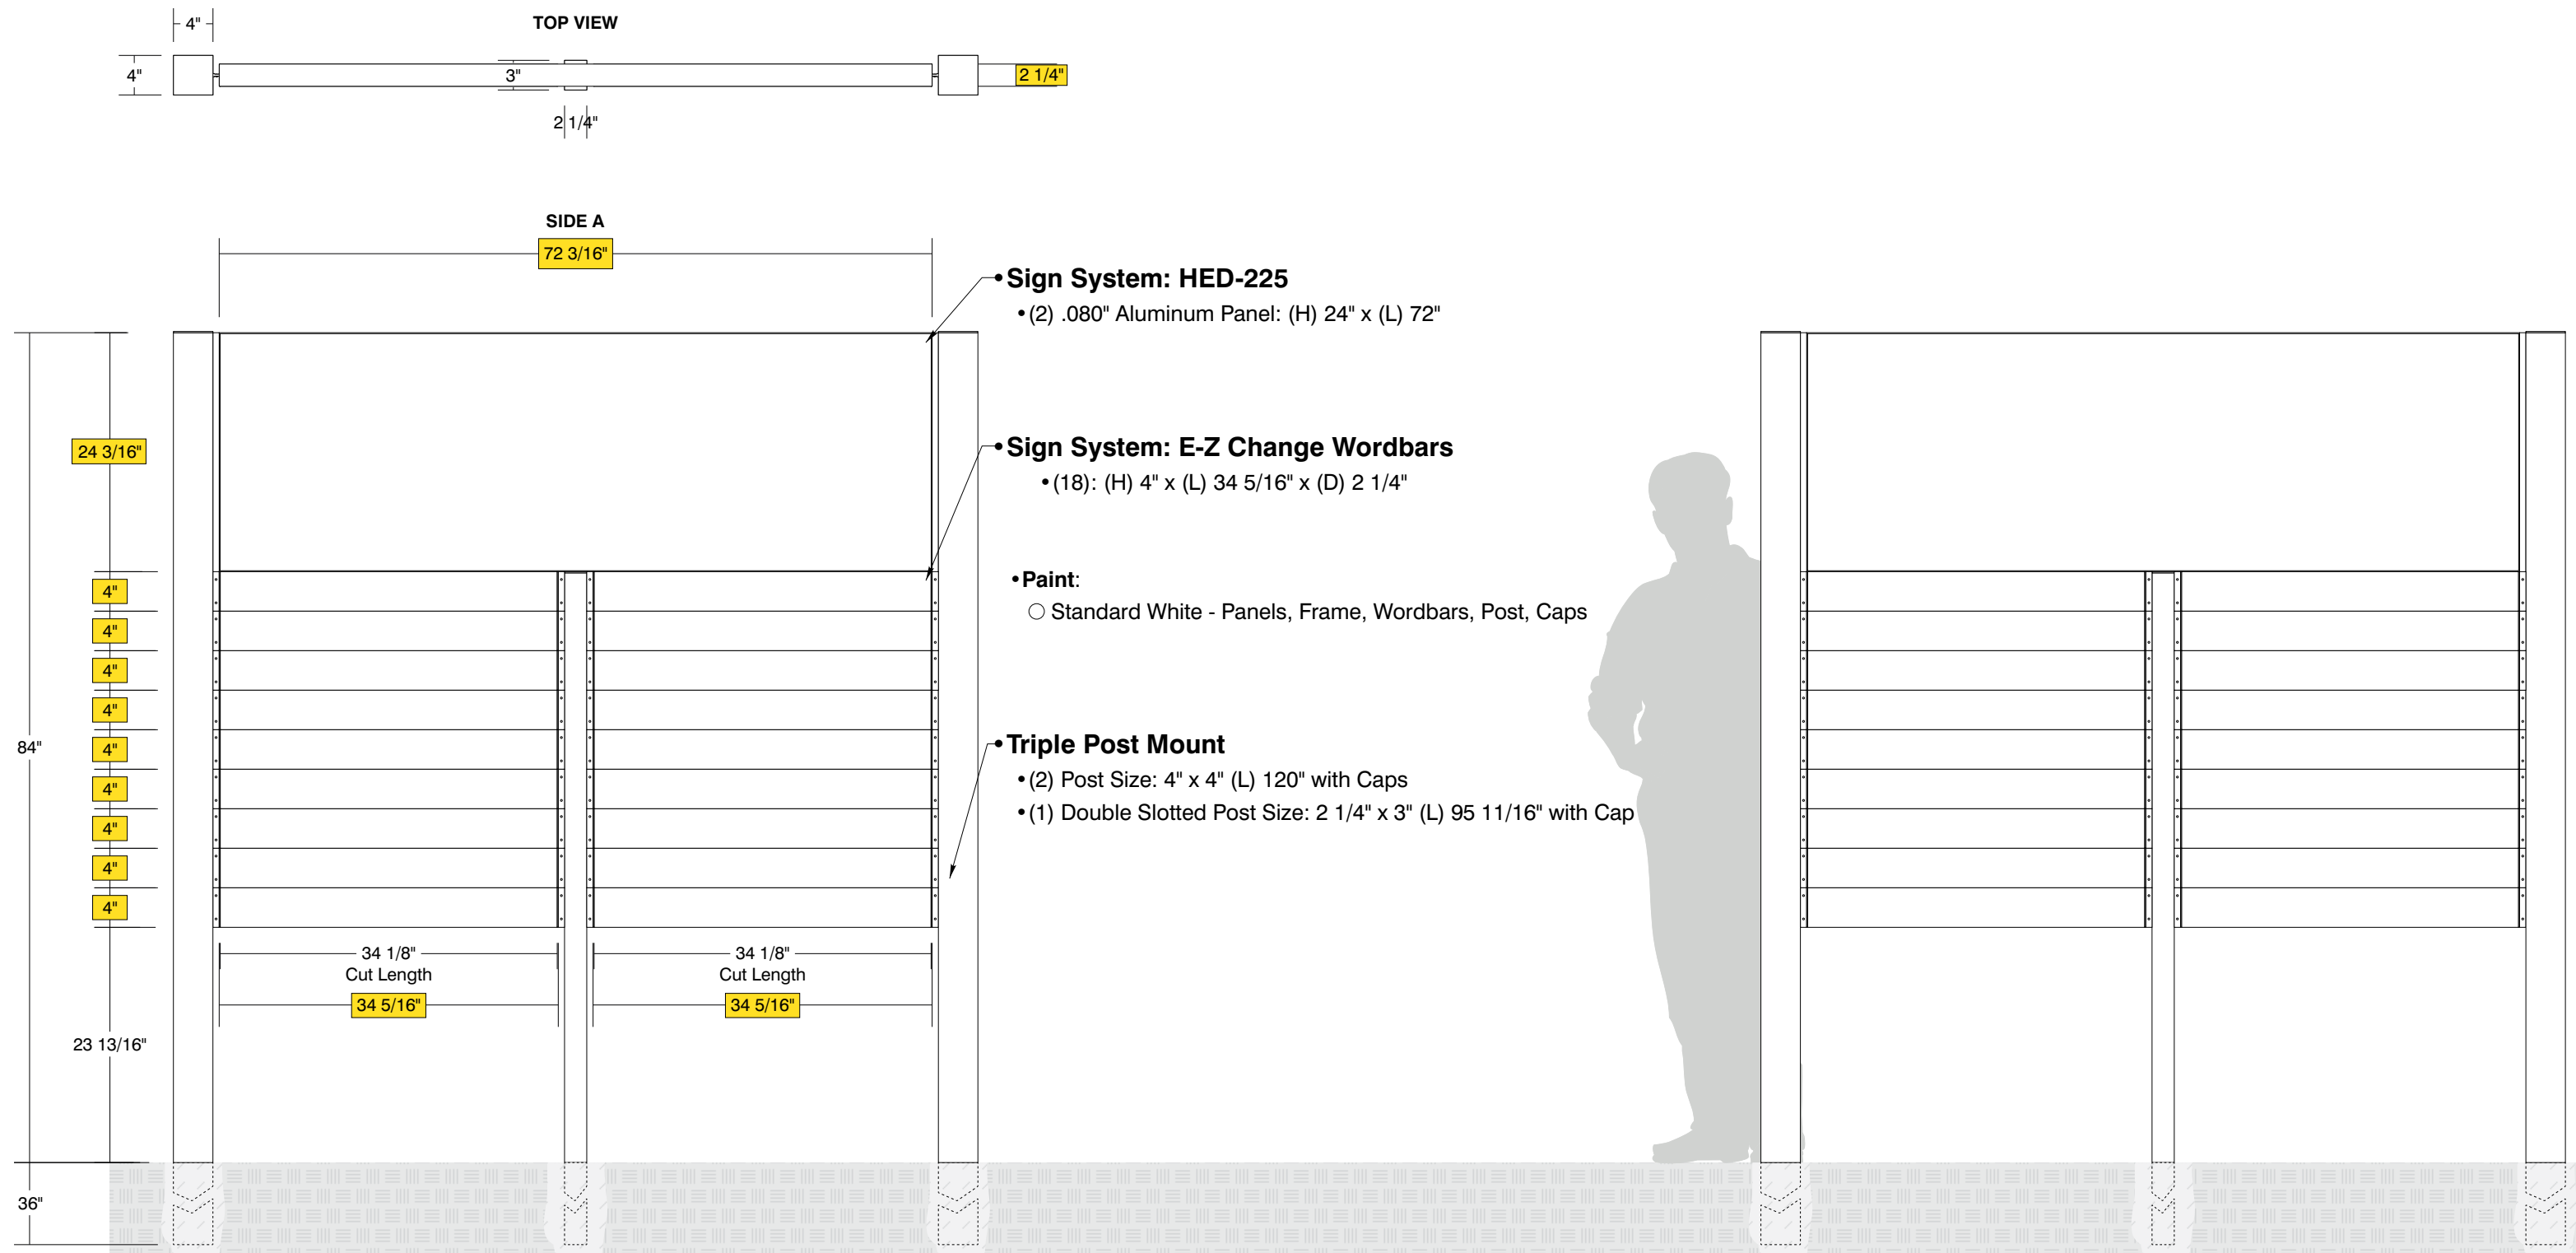 TOP VIEW
4"
4"
3"
2 1/4"
2 1/4"
SIDE A
72 3/16"
• Sign System: HED-225
• (2) .080" Aluminum Panel: (H) 24" x (L) 72"
• Sign System: E-Z Change Wordbars
• (18): (H) 4" x (L) 34 5/16" x (D) 2 1/4"
• Paint:
○ Standard White - Panels, Frame, Wordbars, Post, Caps
• Triple Post Mount
• (2) Post Size: 4" x 4" (L) 120" with Caps
• (1) Double Slotted Post Size: 2 1/4" x 3" (L) 95 11/16" with Cap
24 3/16"
4"
4"
4"
4"
4"
4"
4"
4"
4"
84"
23 13/16"
36"
34 1/8"
Cut Length
34 5/16"
34 1/8"
Cut Length
34 5/16"